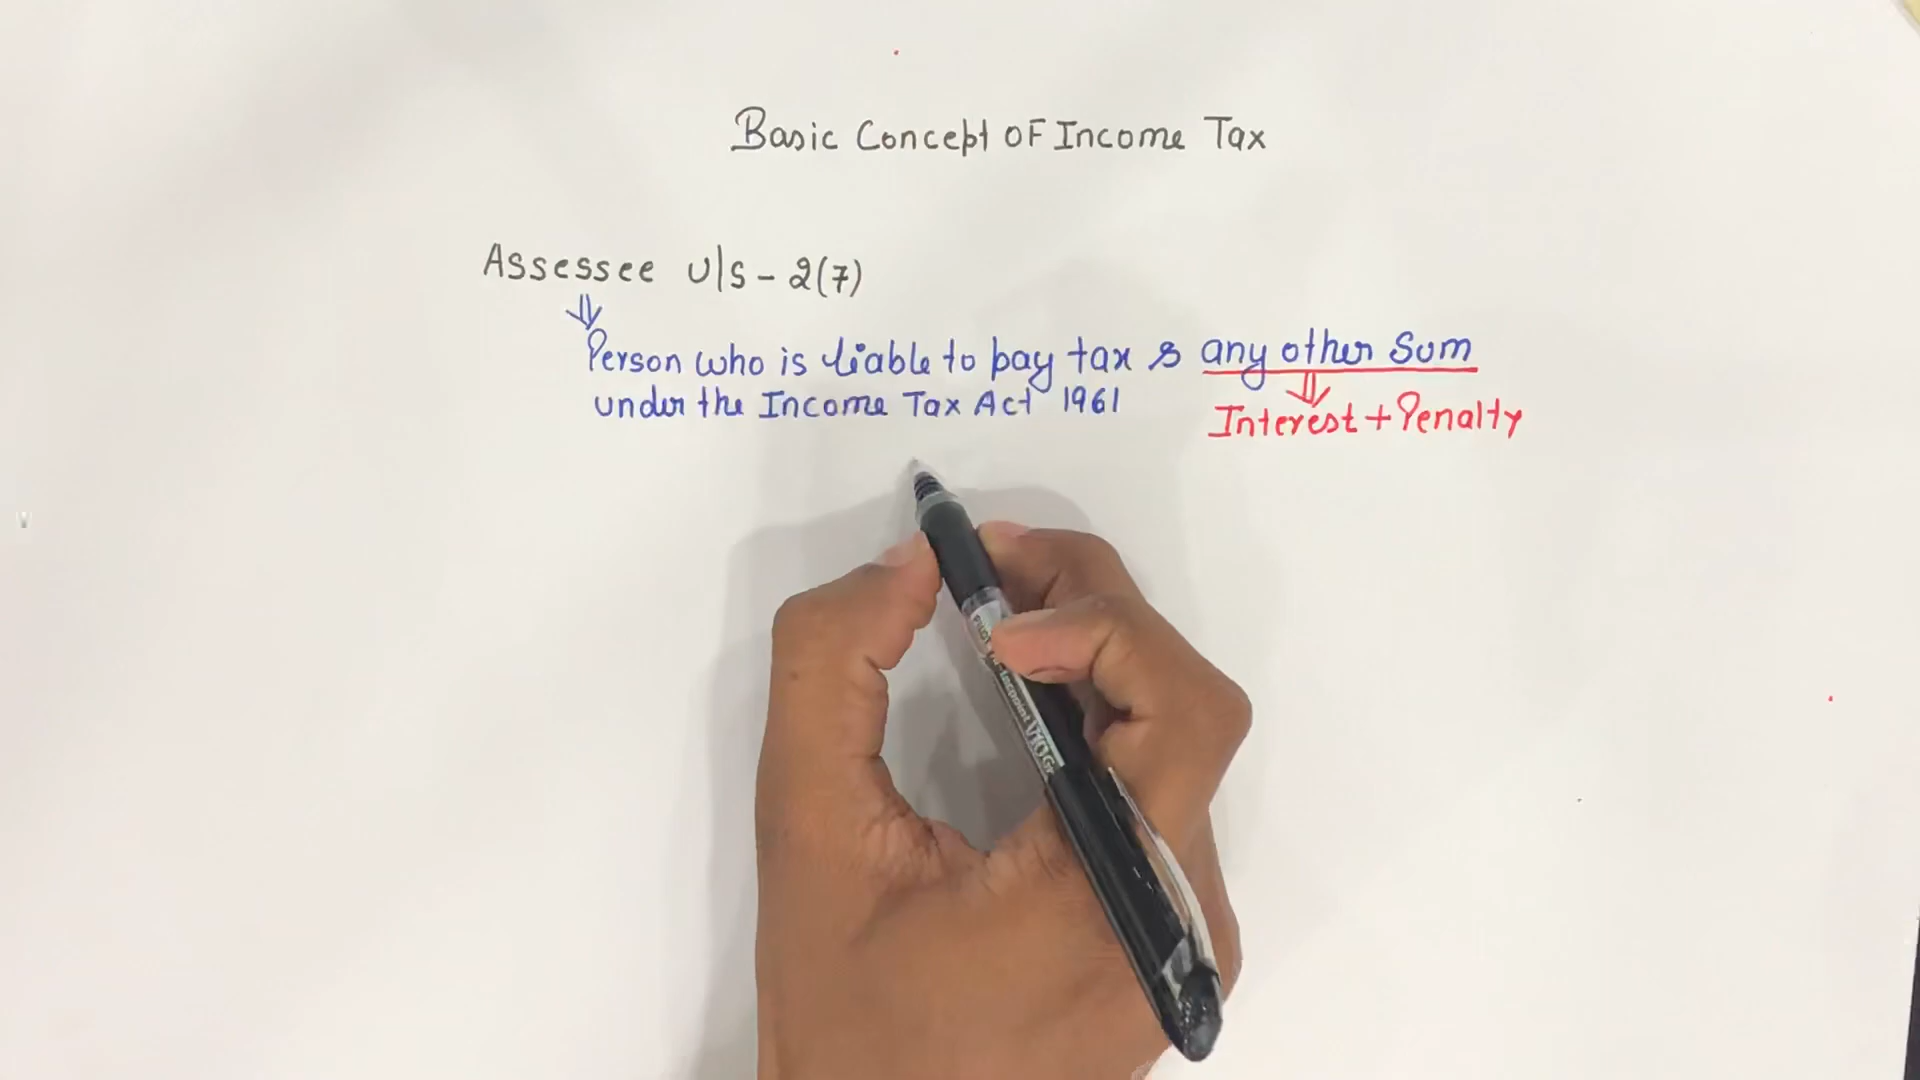 Basic Concept OF Income Tax
Assessee U|S - 2(7)
Person who is liable to pay tax & any other Sum
under the Income Tax Act 1961
Interest + Penalty
V10Grip